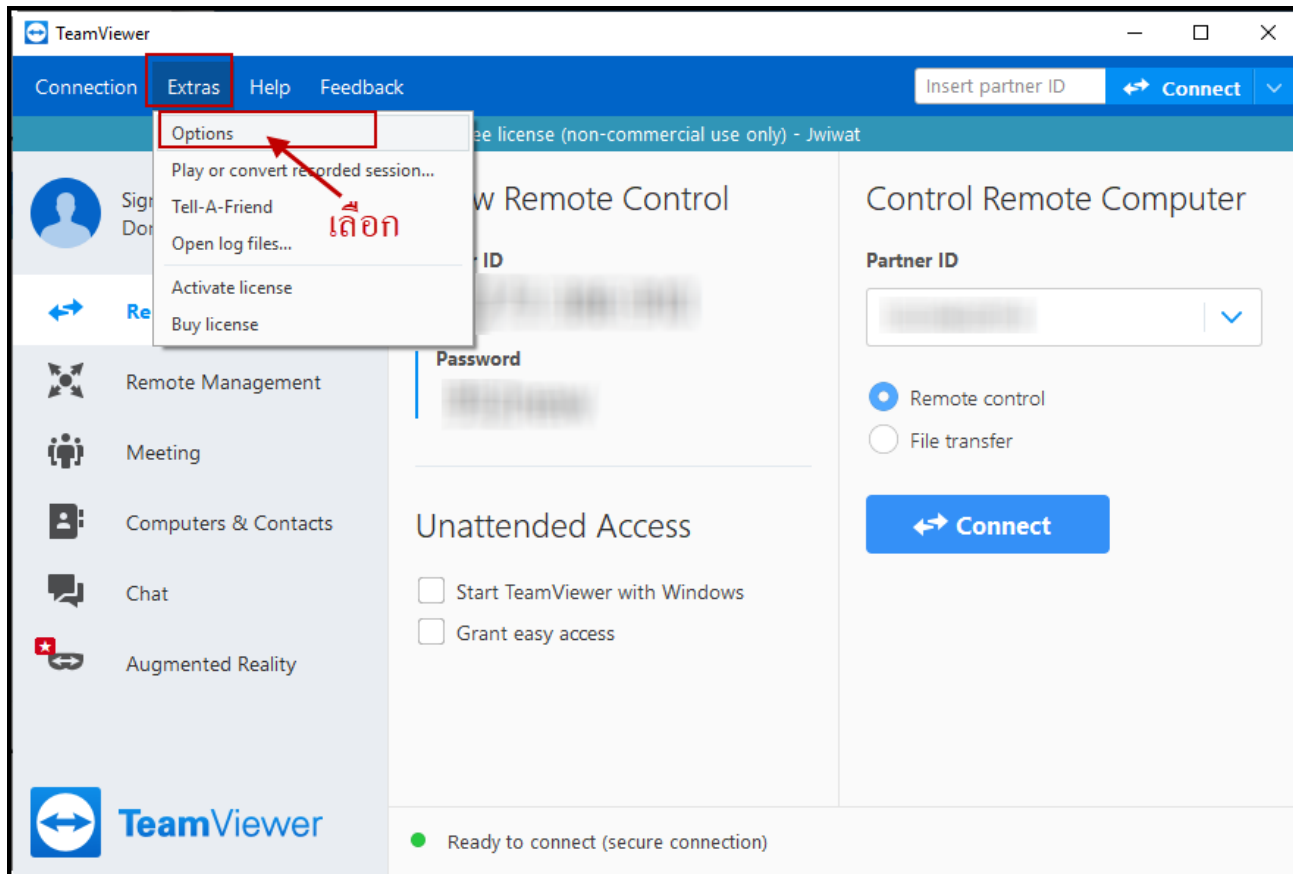 TeamViewer
Connection Extras Help Feedback
Insert partner ID Connect
ee license (non-commercial use only) - Jwiwat
Options
Play or convert recorded session...
Tell-A-Friend
Open log files...
Activate license
Buy license
เลือก
Remote Control
ID
Password
Control Remote Computer
Partner ID
Remote control
File transfer
Connect
Remote Management
Meeting
Computers & Contacts
Chat
Augmented Reality
Unattended Access
Start TeamViewer with Windows
Grant easy access
TeamViewer
Ready to connect (secure connection)